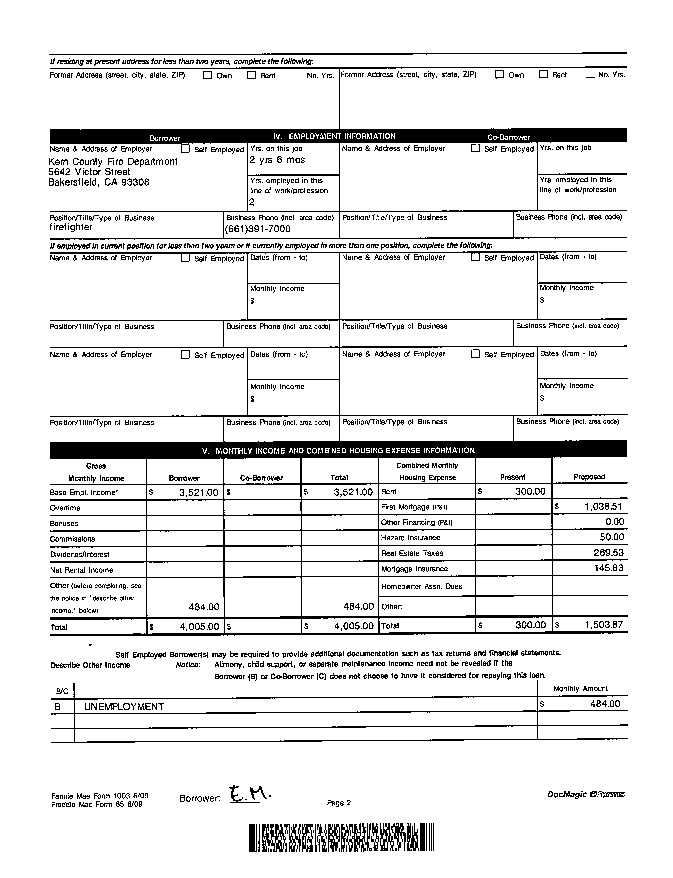 If residing at present address for less than two years, complete the following:
Former Address (street, city, state, ZIP) Own Rent No. Yrs. Former Address (street, city, state, ZIP) Own Rent No. Yrs.
Borrower IV. EMPLOYMENT INFORMATION Co-Borrower
Name & Address of Employer Self Employed Yrs. on this job Name & Address of Employer Self Employed Yrs. on this job
Kern County Fire Department 2 yrs 6 mos
5642 Victor Street
Bakersfield, CA 93308
Yrs. employed in this line of work/profession Yrs. employed in this line of work/profession
2
Position/Title/Type of Business Business Phone (incl. area code) Position/Title/Type of Business Business Phone (incl. area code)
firefighter (661)391-7000
If employed in current position for less than two years or if currently employed in more than one position, complete the following:
Name & Address of Employer Self Employed Dates (from - to) Name & Address of Employer Self Employed Dates (from - to)
Monthly Income Monthly Income
$ $
Position/Title/Type of Business Business Phone (incl. area code) Position/Title/Type of Business Business Phone (incl. area code)
Name & Address of Employer Self Employed Dates (from - to) Name & Address of Employer Self Employed Dates (from - to)
Monthly Income Monthly Income
$ $
Position/Title/Type of Business Business Phone (incl. area code) Position/Title/Type of Business Business Phone (incl. area code)
V. MONTHLY INCOME AND COMBINED HOUSING EXPENSE INFORMATION
Gross Combined Monthly
Monthly Income Borrower Co-Borrower Total Housing Expense Present Proposed
Base Empl. Income* $ 3,521.00 $ $ 3,521.00 Rent $ 300.00
Overtime First Mortgage (P&I) $ 1,038.51
Bonuses Other Financing (P&I) 0.00
Commissions Hazard Insurance 50.00
Dividends/Interest Real Estate Taxes 269.53
Net Rental Income Mortgage Insurance 145.83
Other (before completing, see Homeowner Assn. Dues
the notice in "describe other
income," below) 484.00 484.00 Other:
Total $ 4,005.00 $ $ 4,005.00 Total $ 300.00 $ 1,503.87
* Self Employed Borrower(s) may be required to provide additional documentation such as tax returns and financial statements.
Describe Other Income Notice: Alimony, child support, or separate maintenance income need not be revealed if the
Borrower (B) or Co-Borrower (C) does not choose to have it considered for repaying this loan.
B/C Monthly Amount
B UNEMPLOYMENT $ 484.00
Fannie Mae Form 1003 6/09
Freddie Mac Form 65 6/09
Borrower: E.M.
Page 2
DocMagic